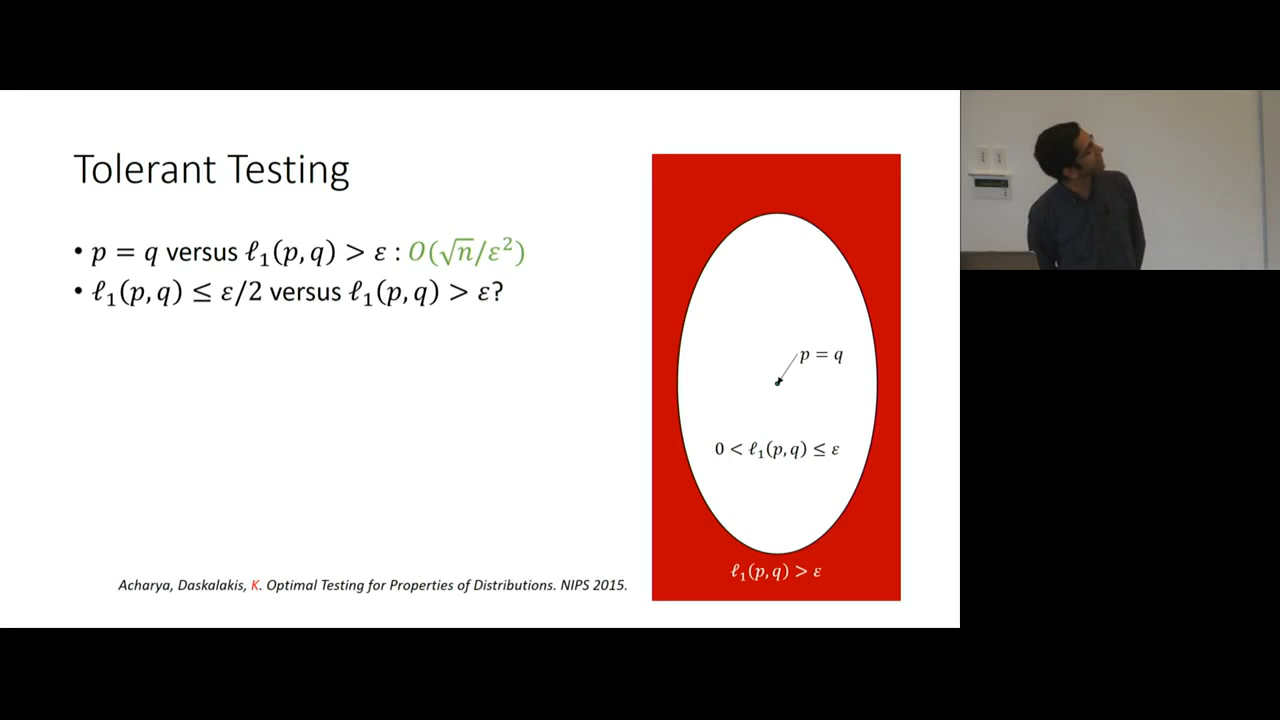 Tolerant Testing
• p = q versus ℓ₁(p, q) > ε : O(√n/ε²)
• ℓ₁(p, q) ≤ ε/2 versus ℓ₁(p, q) > ε?
p = q
0 < ℓ₁(p, q) ≤ ε
ℓ₁(p, q) > ε
Acharya, Daskalakis, K. Optimal Testing for Properties of Distributions. NIPS 2015.